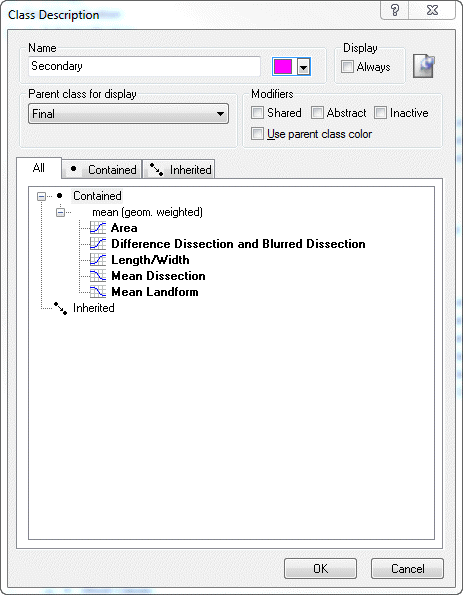 Class Description
Name
Secondary
Display
Always
Parent class for display
Final
Modifiers
Shared
Abstract
Inactive
Use parent class color
All
Contained
Inherited
Contained
mean (geom. weighted)
Area
Difference Dissection and Blurred Dissection
Length/Width
Mean Dissection
Mean Landform
Inherited
OK
Cancel